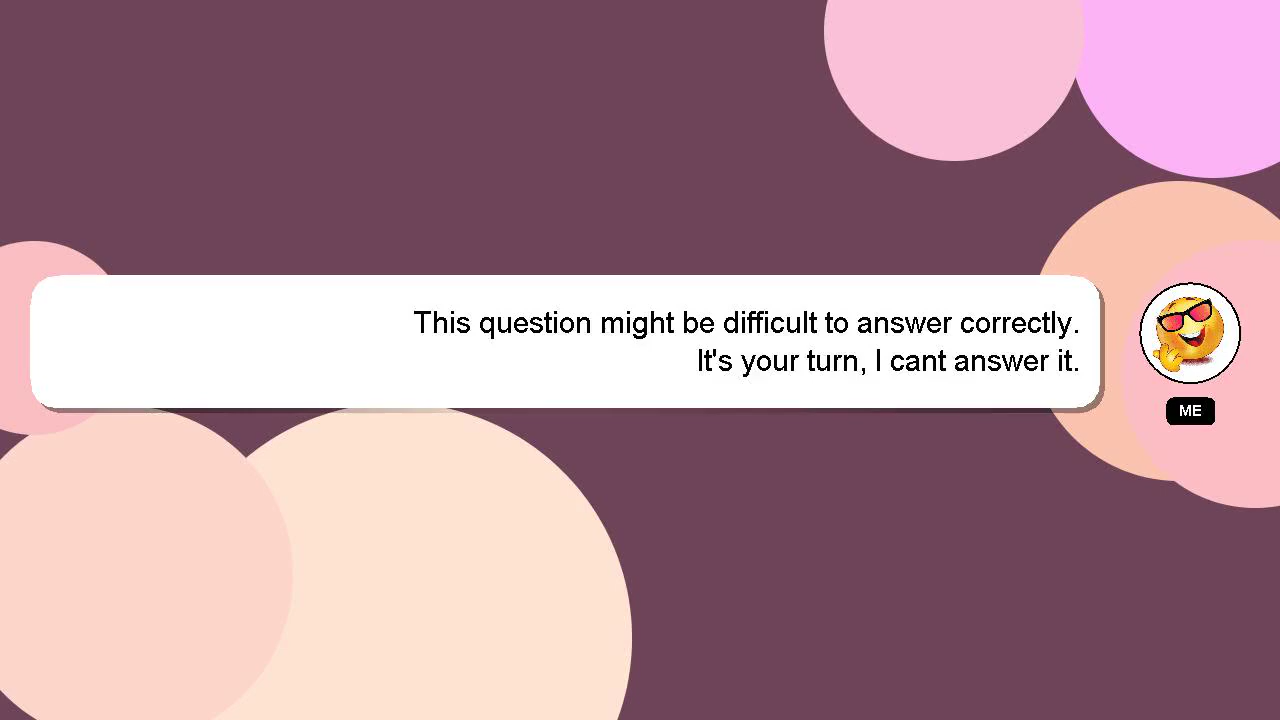 This question might be difficult to answer correctly.
It's your turn, I cant answer it.
ME